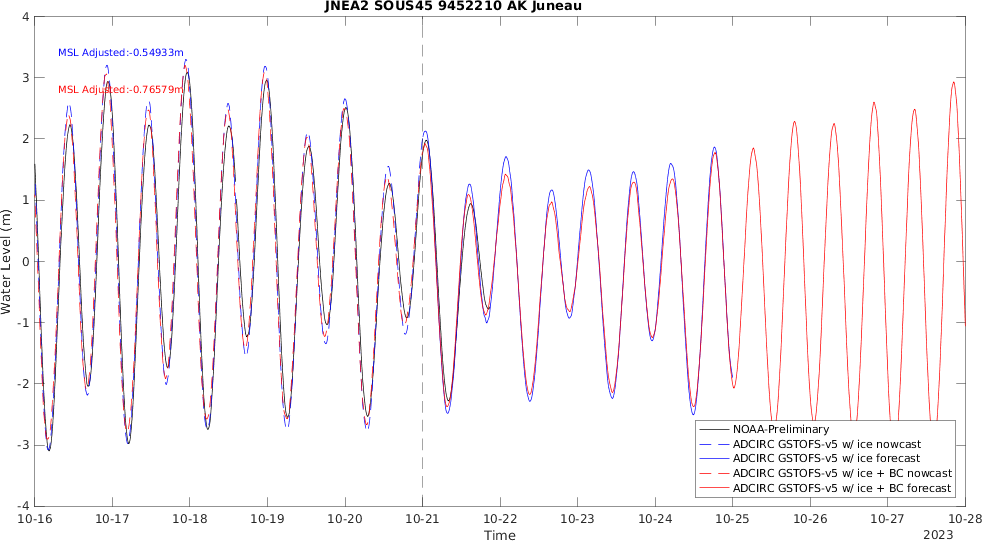 JNEA2 SOUS45 9452210 AK Juneau
MSL Adjusted:-0.54933m
MSL Adjusted:-0.76579m
4
3
2
1
0
-1
-2
-3
-4
Water Level (m)
NOAA-Preliminary
ADCIRC GSTOFS-v5 w/ ice nowcast
ADCIRC GSTOFS-v5 w/ ice forecast
ADCIRC GSTOFS-v5 w/ ice + BC nowcast
ADCIRC GSTOFS-v5 w/ ice + BC forecast
10-16 10-17 10-18 10-19 10-20 10-21 10-22 10-23 10-24 10-25 10-26 10-27 10-28
Time
2023